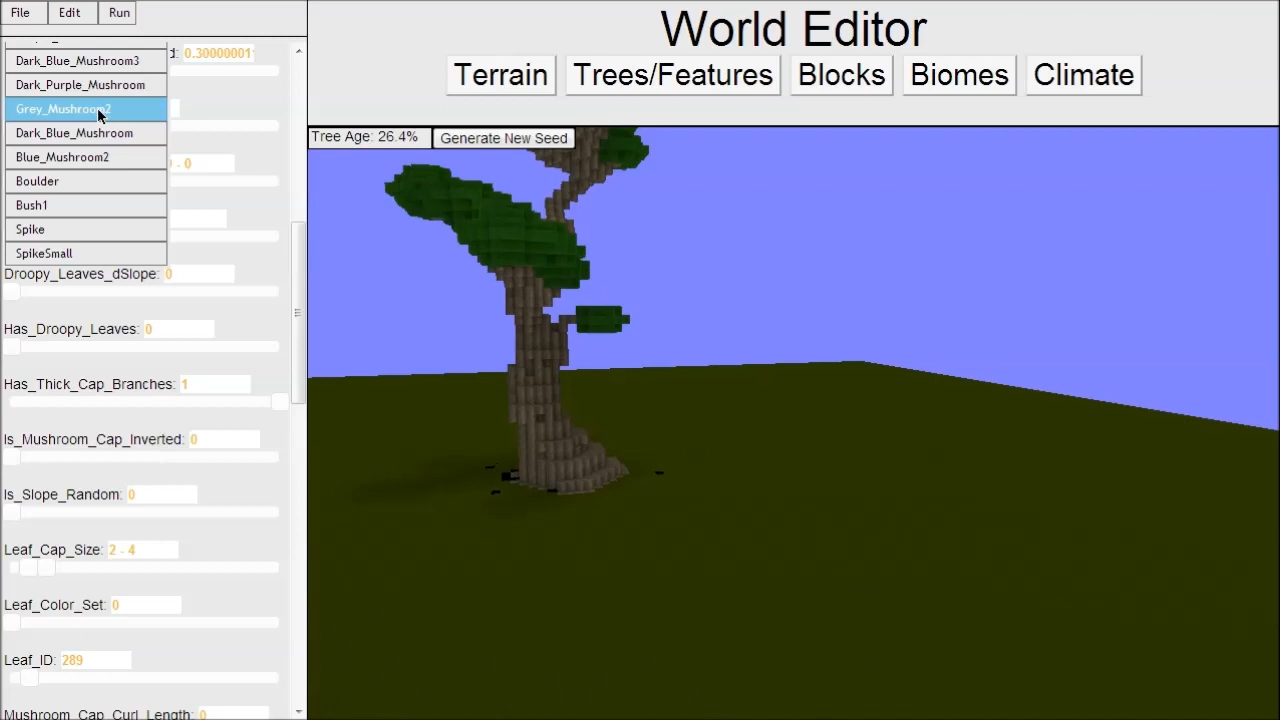 File Edit Run
World Editor
Terrain Trees/Features Blocks Biomes Climate
Tree Age: 26.4% Generate New Seed
d: 0.30000001
Dark_Blue_Mushroom3
Dark_Purple_Mushroom
Grey_Mushroom2
Dark_Blue_Mushroom
Blue_Mushroom2
- 0
Boulder
Bush1
Spike
SpikeSmall
Droopy_Leaves_dSlope: 0
Has_Droopy_Leaves: 0
Has_Thick_Cap_Branches: 1
Is_Mushroom_Cap_Inverted: 0
Is_Slope_Random: 0
Leaf_Cap_Size: 2 - 4
Leaf_Color_Set: 0
Leaf_ID: 289
Mushroom_Cap_Curl_Length: 0